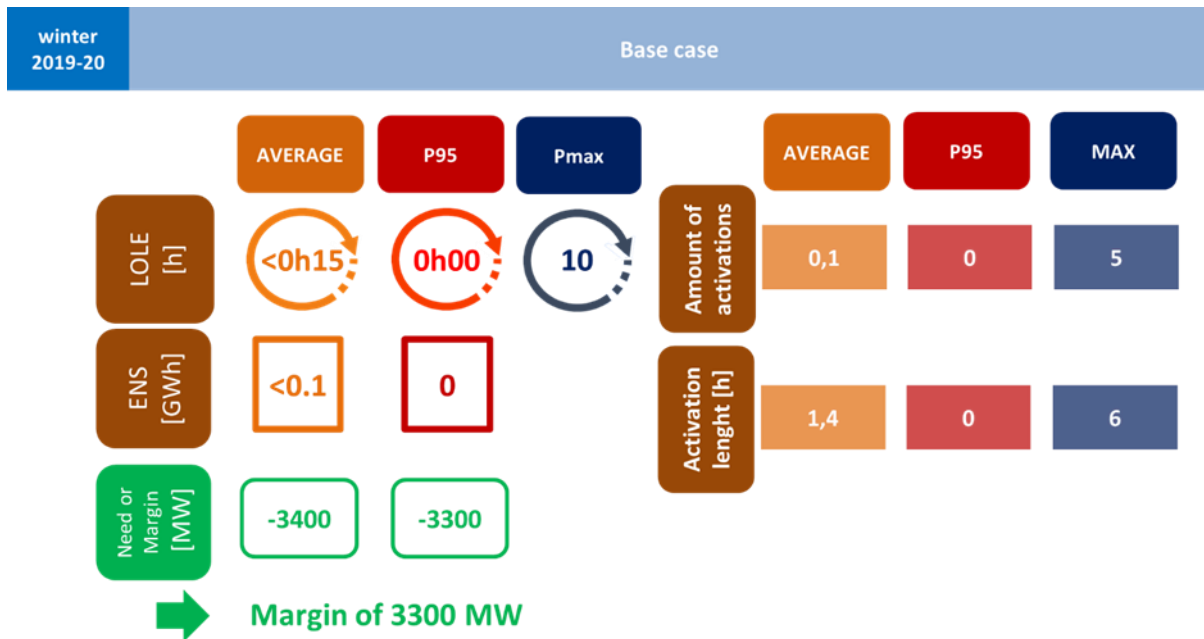 winter
2019-20
Base case
AVERAGE
P95
Pmax
LOLE
[h]
<0h15
0h00
10
ENS
[GWh]
<0.1
0
Need or
Margin
[MW]
-3400
-3300
Margin of 3300 MW
AVERAGE
P95
MAX
Amount of
activations
0,1
0
5
Activation
lenght [h]
1,4
0
6